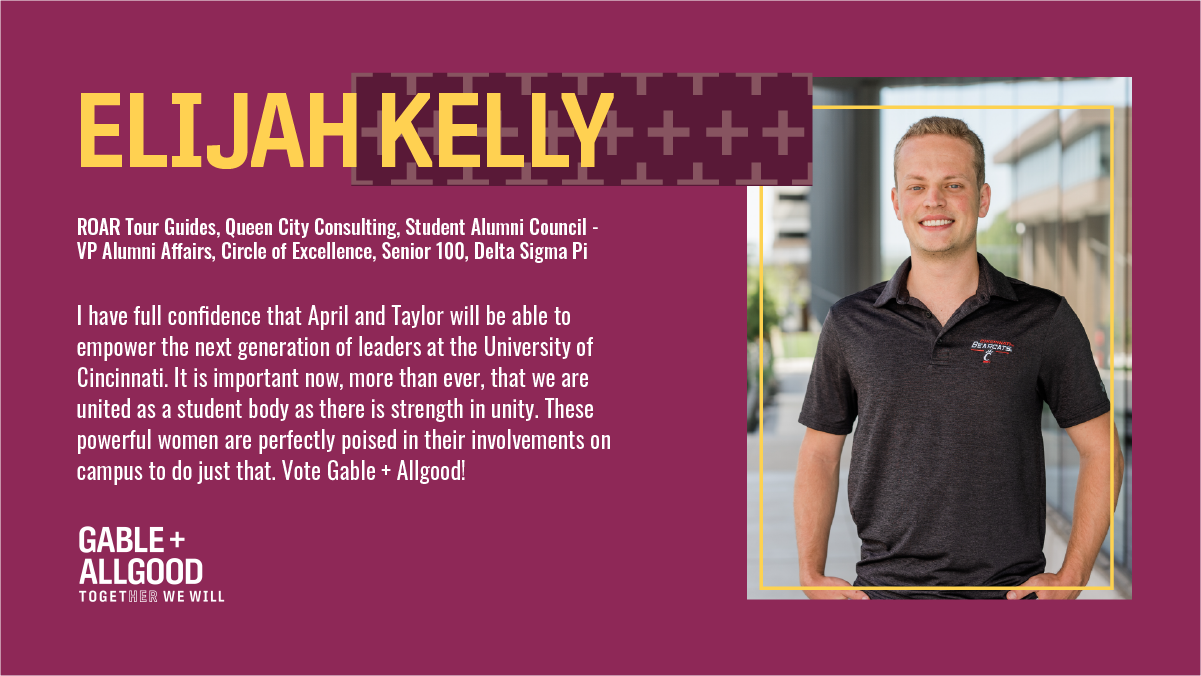 ELIJAH KELLY
ROAR Tour Guides, Queen City Consulting, Student Alumni Council -
VP Alumni Affairs, Circle of Excellence, Senior 100, Delta Sigma Pi
I have full confidence that April and Taylor will be able to
empower the next generation of leaders at the University of
Cincinnati. It is important now, more than ever, that we are
united as a student body as there is strength in unity. These
powerful women are perfectly poised in their involvements on
campus to do just that. Vote Gable + Allgood!
GABLE +
ALLGOOD
TOGETHER WE WILL
CINCINNATI
BEARCATS